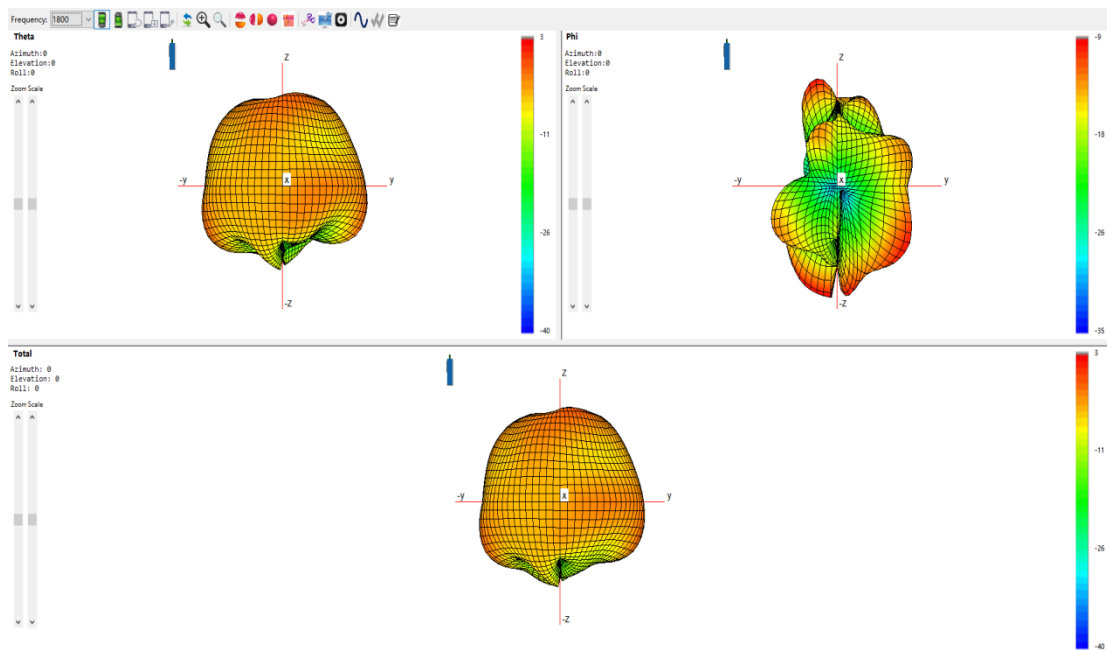 Frequency: 1800
Theta
Azimuth:0
Elevation:0
Roll:0
Zoom Scale
Z
-y
X
y
-Z
3
-11
-26
-40
Phi
Azimuth:0
Elevation:0
Roll:0
Zoom Scale
Z
-y
X
y
-Z
-9
-18
-26
-35
Total
Azimuth: 0
Elevation: 0
Roll: 0
Zoom Scale
Z
-y
X
y
-Z
3
-11
-26
-40